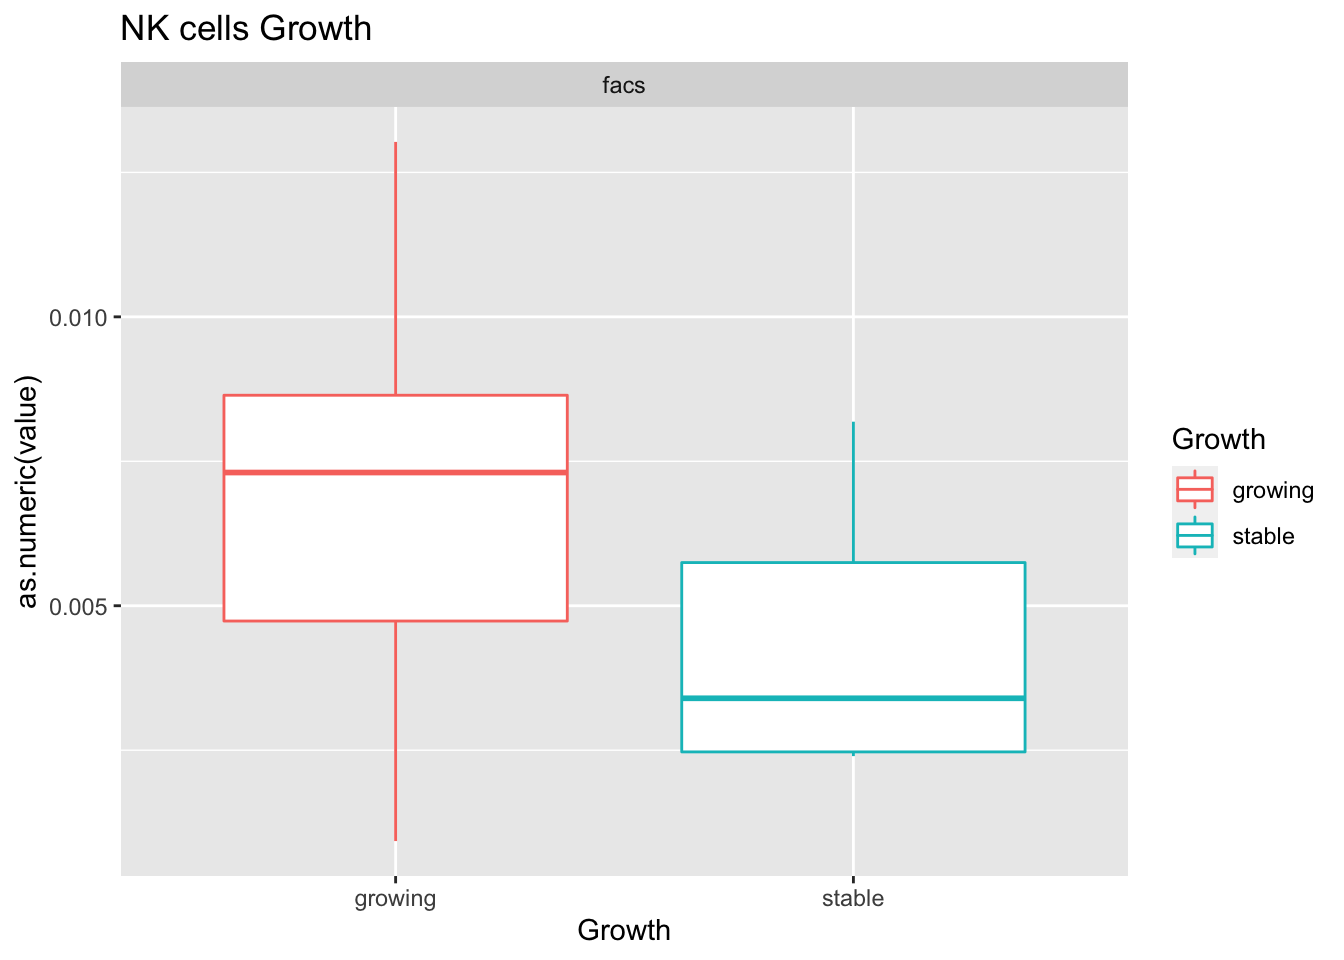 NK cells Growth
facs
0.010
0.005
as.numeric(value)
growing
stable
Growth
Growth
growing
stable